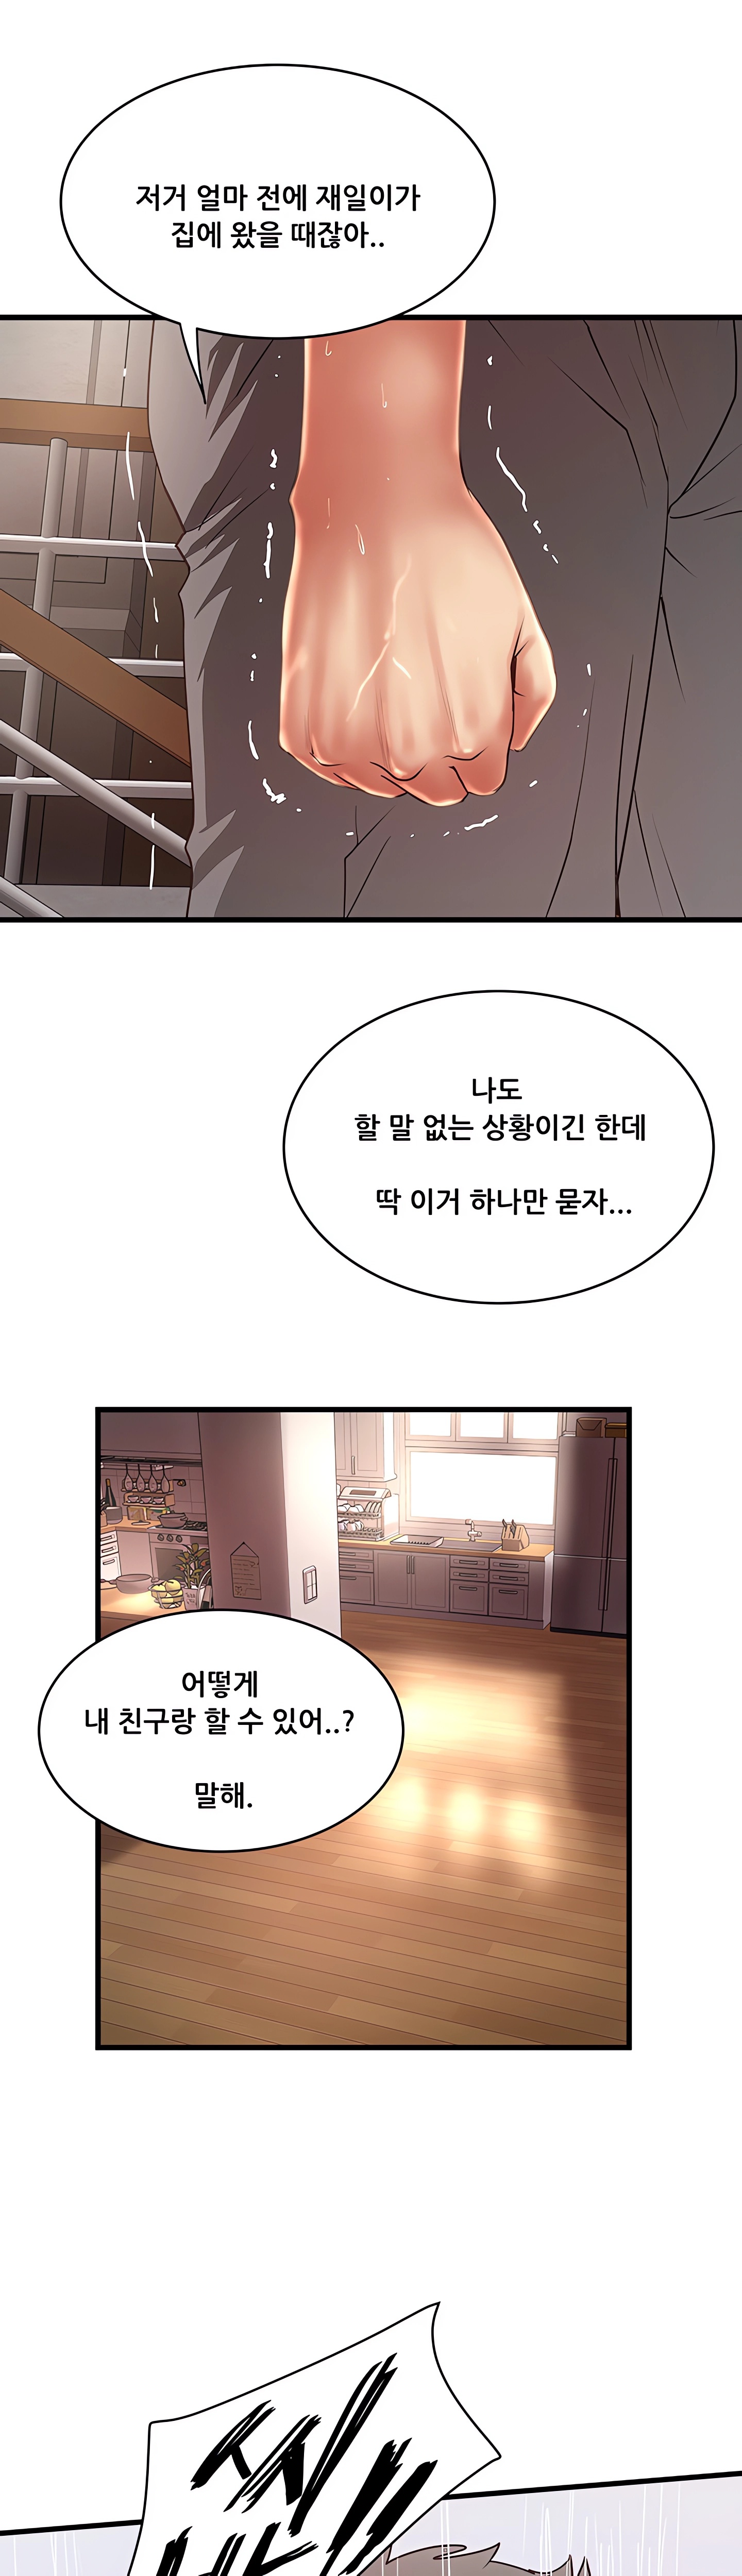 저거 얼마 전에 재일이가
집에 왔을 때잖아..
나도
할 말 없는 상황이긴 한데
딱 이거 하나만 묻자...
어떻게
내 친구랑 할 수 있어..?
말해.